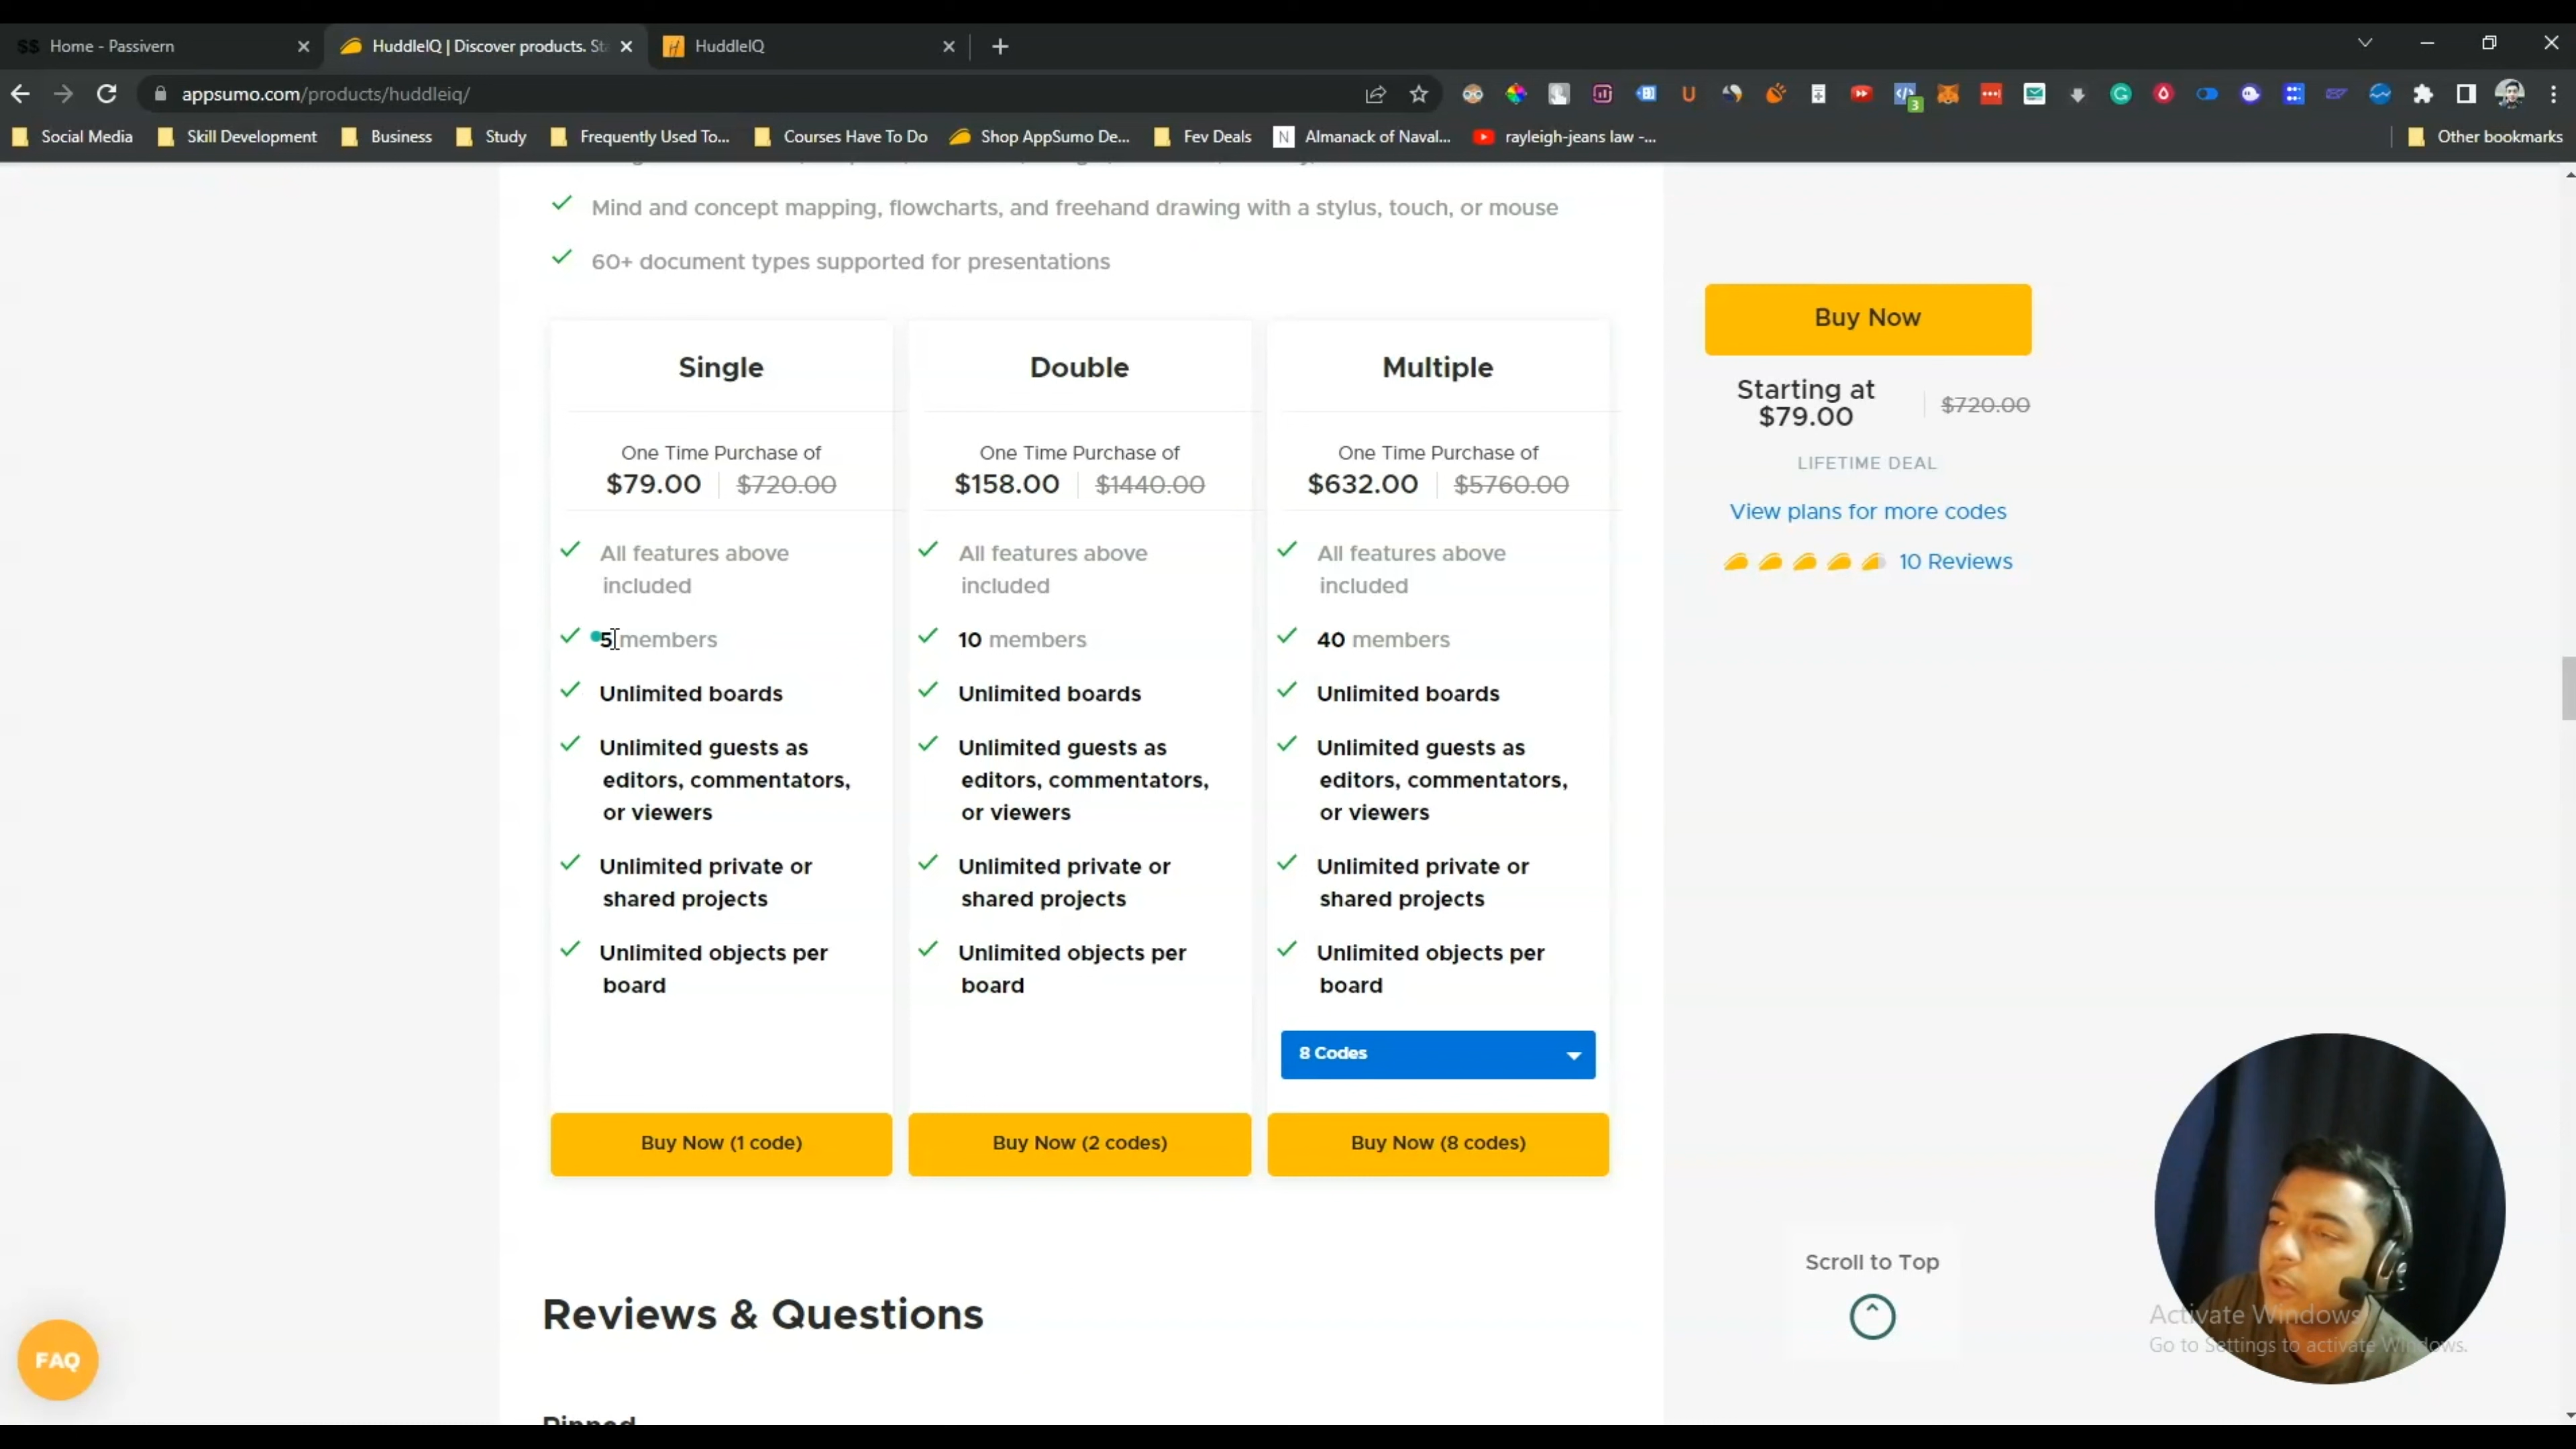 $$ Home - Passivern
HuddleIQ | Discover products. St
HuddleIQ
appsumo.com/products/huddleiq/
3
Social Media
Skill Development
Business
Study
Frequently Used To...
Courses Have To Do
Shop AppSumo De...
Fev Deals
N Almanack of Naval...
rayleigh-jeans law -...
Other bookmarks
Mind and concept mapping, flowcharts, and freehand drawing with a stylus, touch, or mouse
60+ document types supported for presentations
Single
One Time Purchase of
$79.00 $720.00
All features above
included
5 members
Unlimited boards
Unlimited guests as
editors, commentators,
or viewers
Unlimited private or
shared projects
Unlimited objects per
board
Buy Now (1 code)
Double
One Time Purchase of
$158.00 $1440.00
All features above
included
10 members
Unlimited boards
Unlimited guests as
editors, commentators,
or viewers
Unlimited private or
shared projects
Unlimited objects per
board
Buy Now (2 codes)
Multiple
One Time Purchase of
$632.00 $5760.00
All features above
included
40 members
Unlimited boards
Unlimited guests as
editors, commentators,
or viewers
Unlimited private or
shared projects
Unlimited objects per
board
8 Codes
Buy Now (8 codes)
Buy Now
Starting at
$79.00 $720.00
LIFETIME DEAL
View plans for more codes
10 Reviews
Reviews & Questions
Pinned
Scroll to Top
FAQ
Activate Windows
Go to Settings to activate Windows.